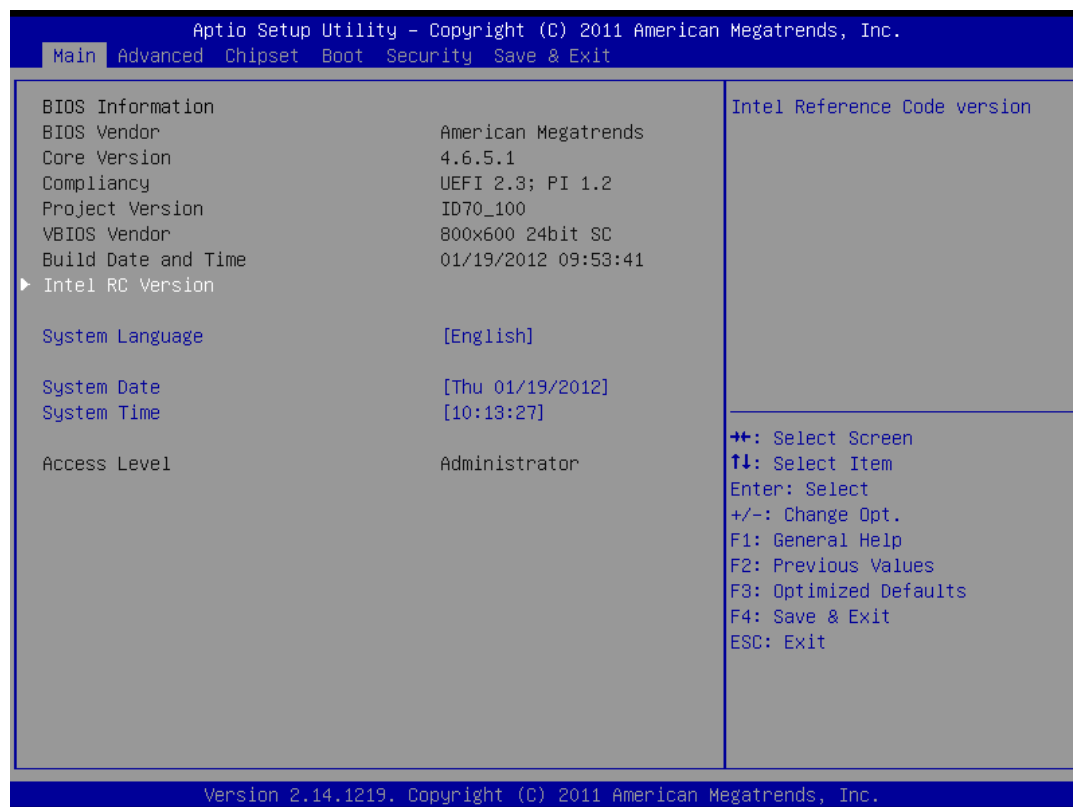 Aptio Setup Utility – Copyright (C) 2011 American Megatrends, Inc.
Main Advanced Chipset Boot Security Save & Exit
BIOS Information
BIOS Vendor American Megatrends
Core Version 4.6.5.1
Compliancy UEFI 2.3; PI 1.2
Project Version ID70_100
VBIOS Vendor 800x600 24bit SC
Build Date and Time 01/19/2012 09:53:41
Intel RC Version
System Language [English]
System Date [Thu 01/19/2012]
System Time [10:13:27]
Access Level Administrator
Intel Reference Code version
→←: Select Screen
↑↓: Select Item
Enter: Select
+/-: Change Opt.
F1: General Help
F2: Previous Values
F3: Optimized Defaults
F4: Save & Exit
ESC: Exit
Version 2.14.1219. Copyright (C) 2011 American Megatrends, Inc.